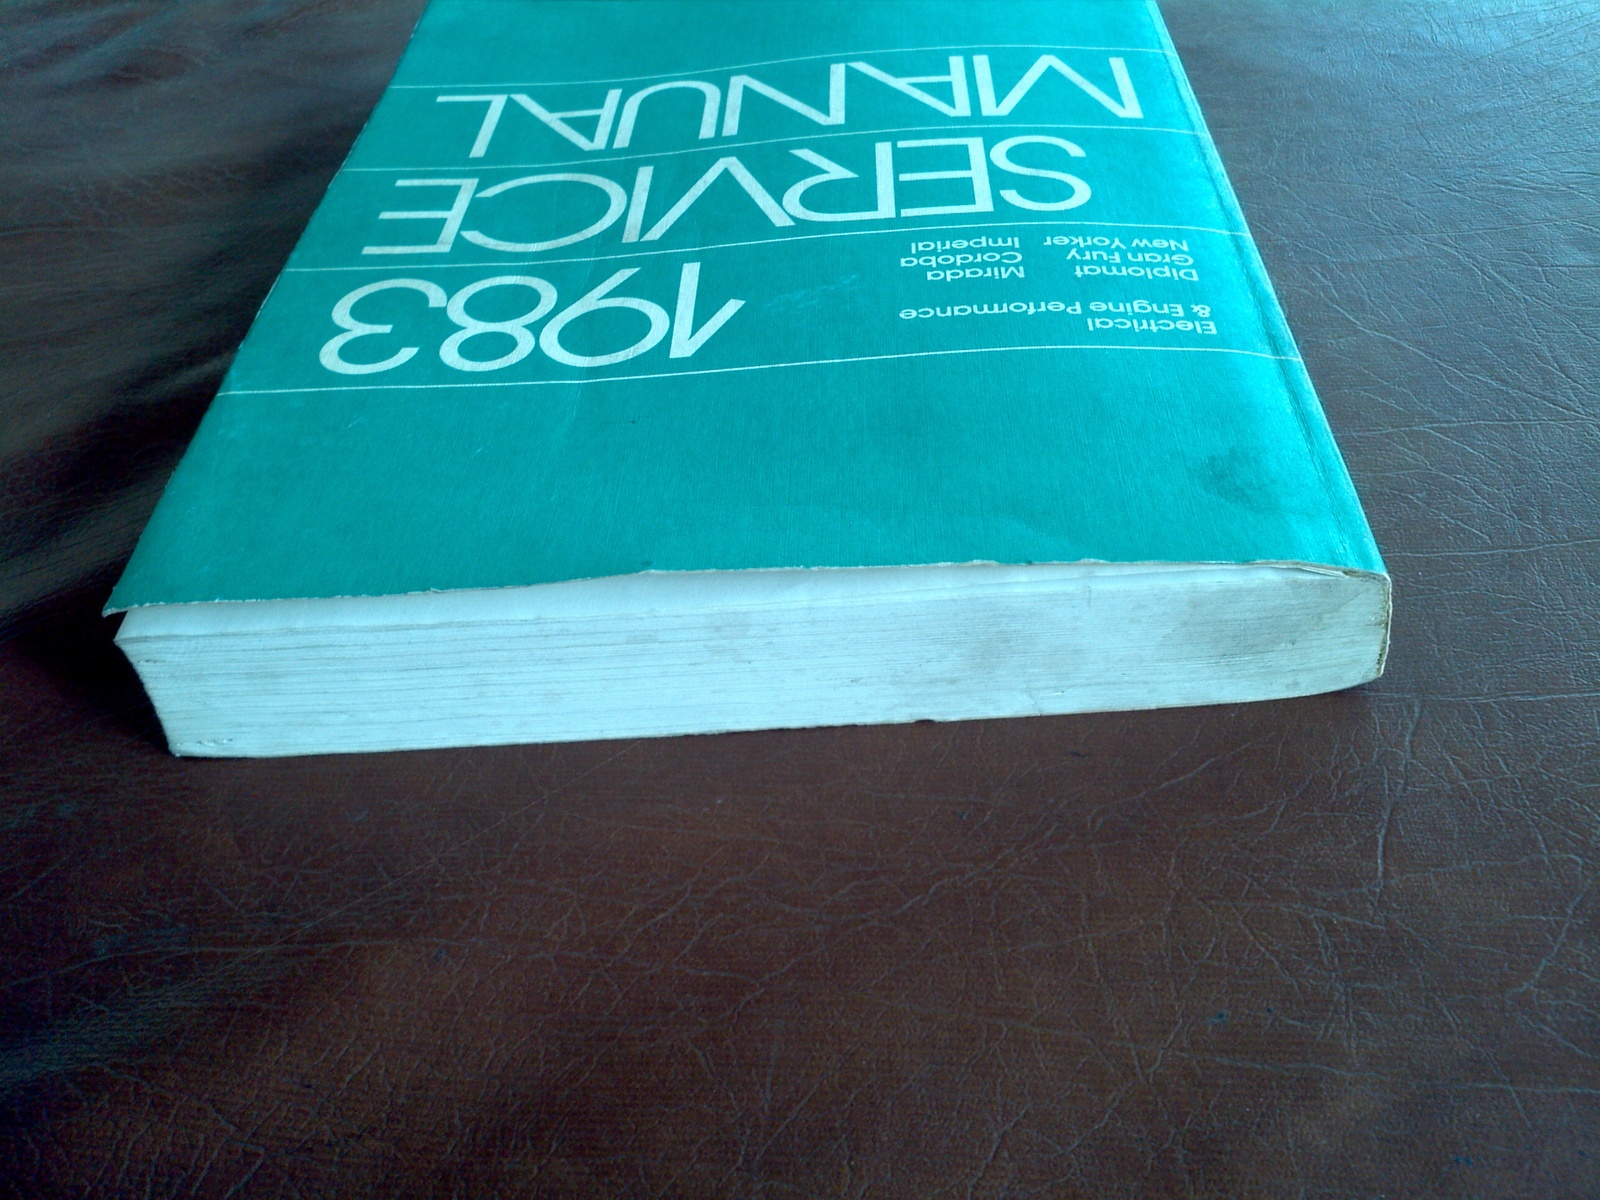 Electrical
& Engine Performance
Diplomat Mirada
Gran Fury Cordoba
New Yorker Imperial
1983
SERVICE
MANUAL